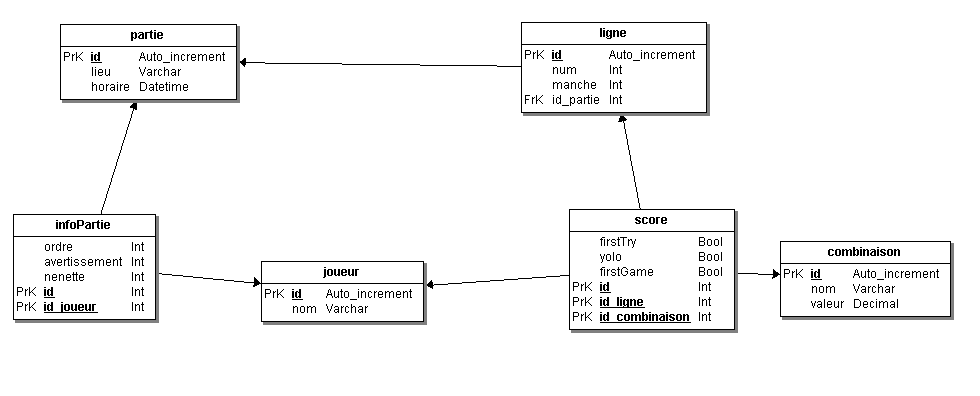 partie
PrK id Auto_increment
lieu Varchar
horaire Datetime
ligne
PrK id Auto_increment
num Int
manche Int
FrK id_partie Int
infoPartie
ordre Int
avertissement Int
nenette Int
PrK id Int
PrK id_joueur Int
joueur
PrK id Auto_increment
nom Varchar
score
firstTry Bool
yolo Bool
firstGame Bool
PrK id Int
PrK id_ligne Int
PrK id_combinaison Int
combinaison
PrK id Auto_increment
nom Varchar
valeur Decimal